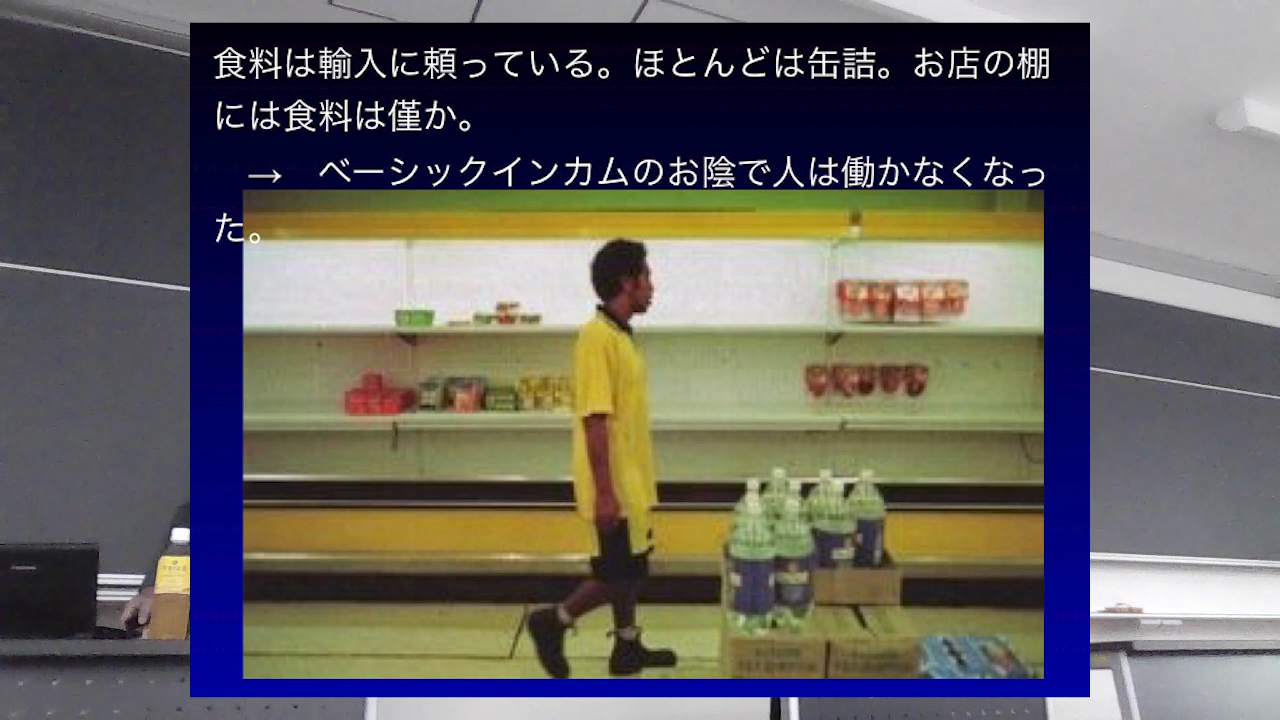 食料は輸入に頼っている。ほとんどは缶詰。お店の棚
には食料は僅か。
→ ベーシックインカムのお陰で人は働かなくなっ
た。